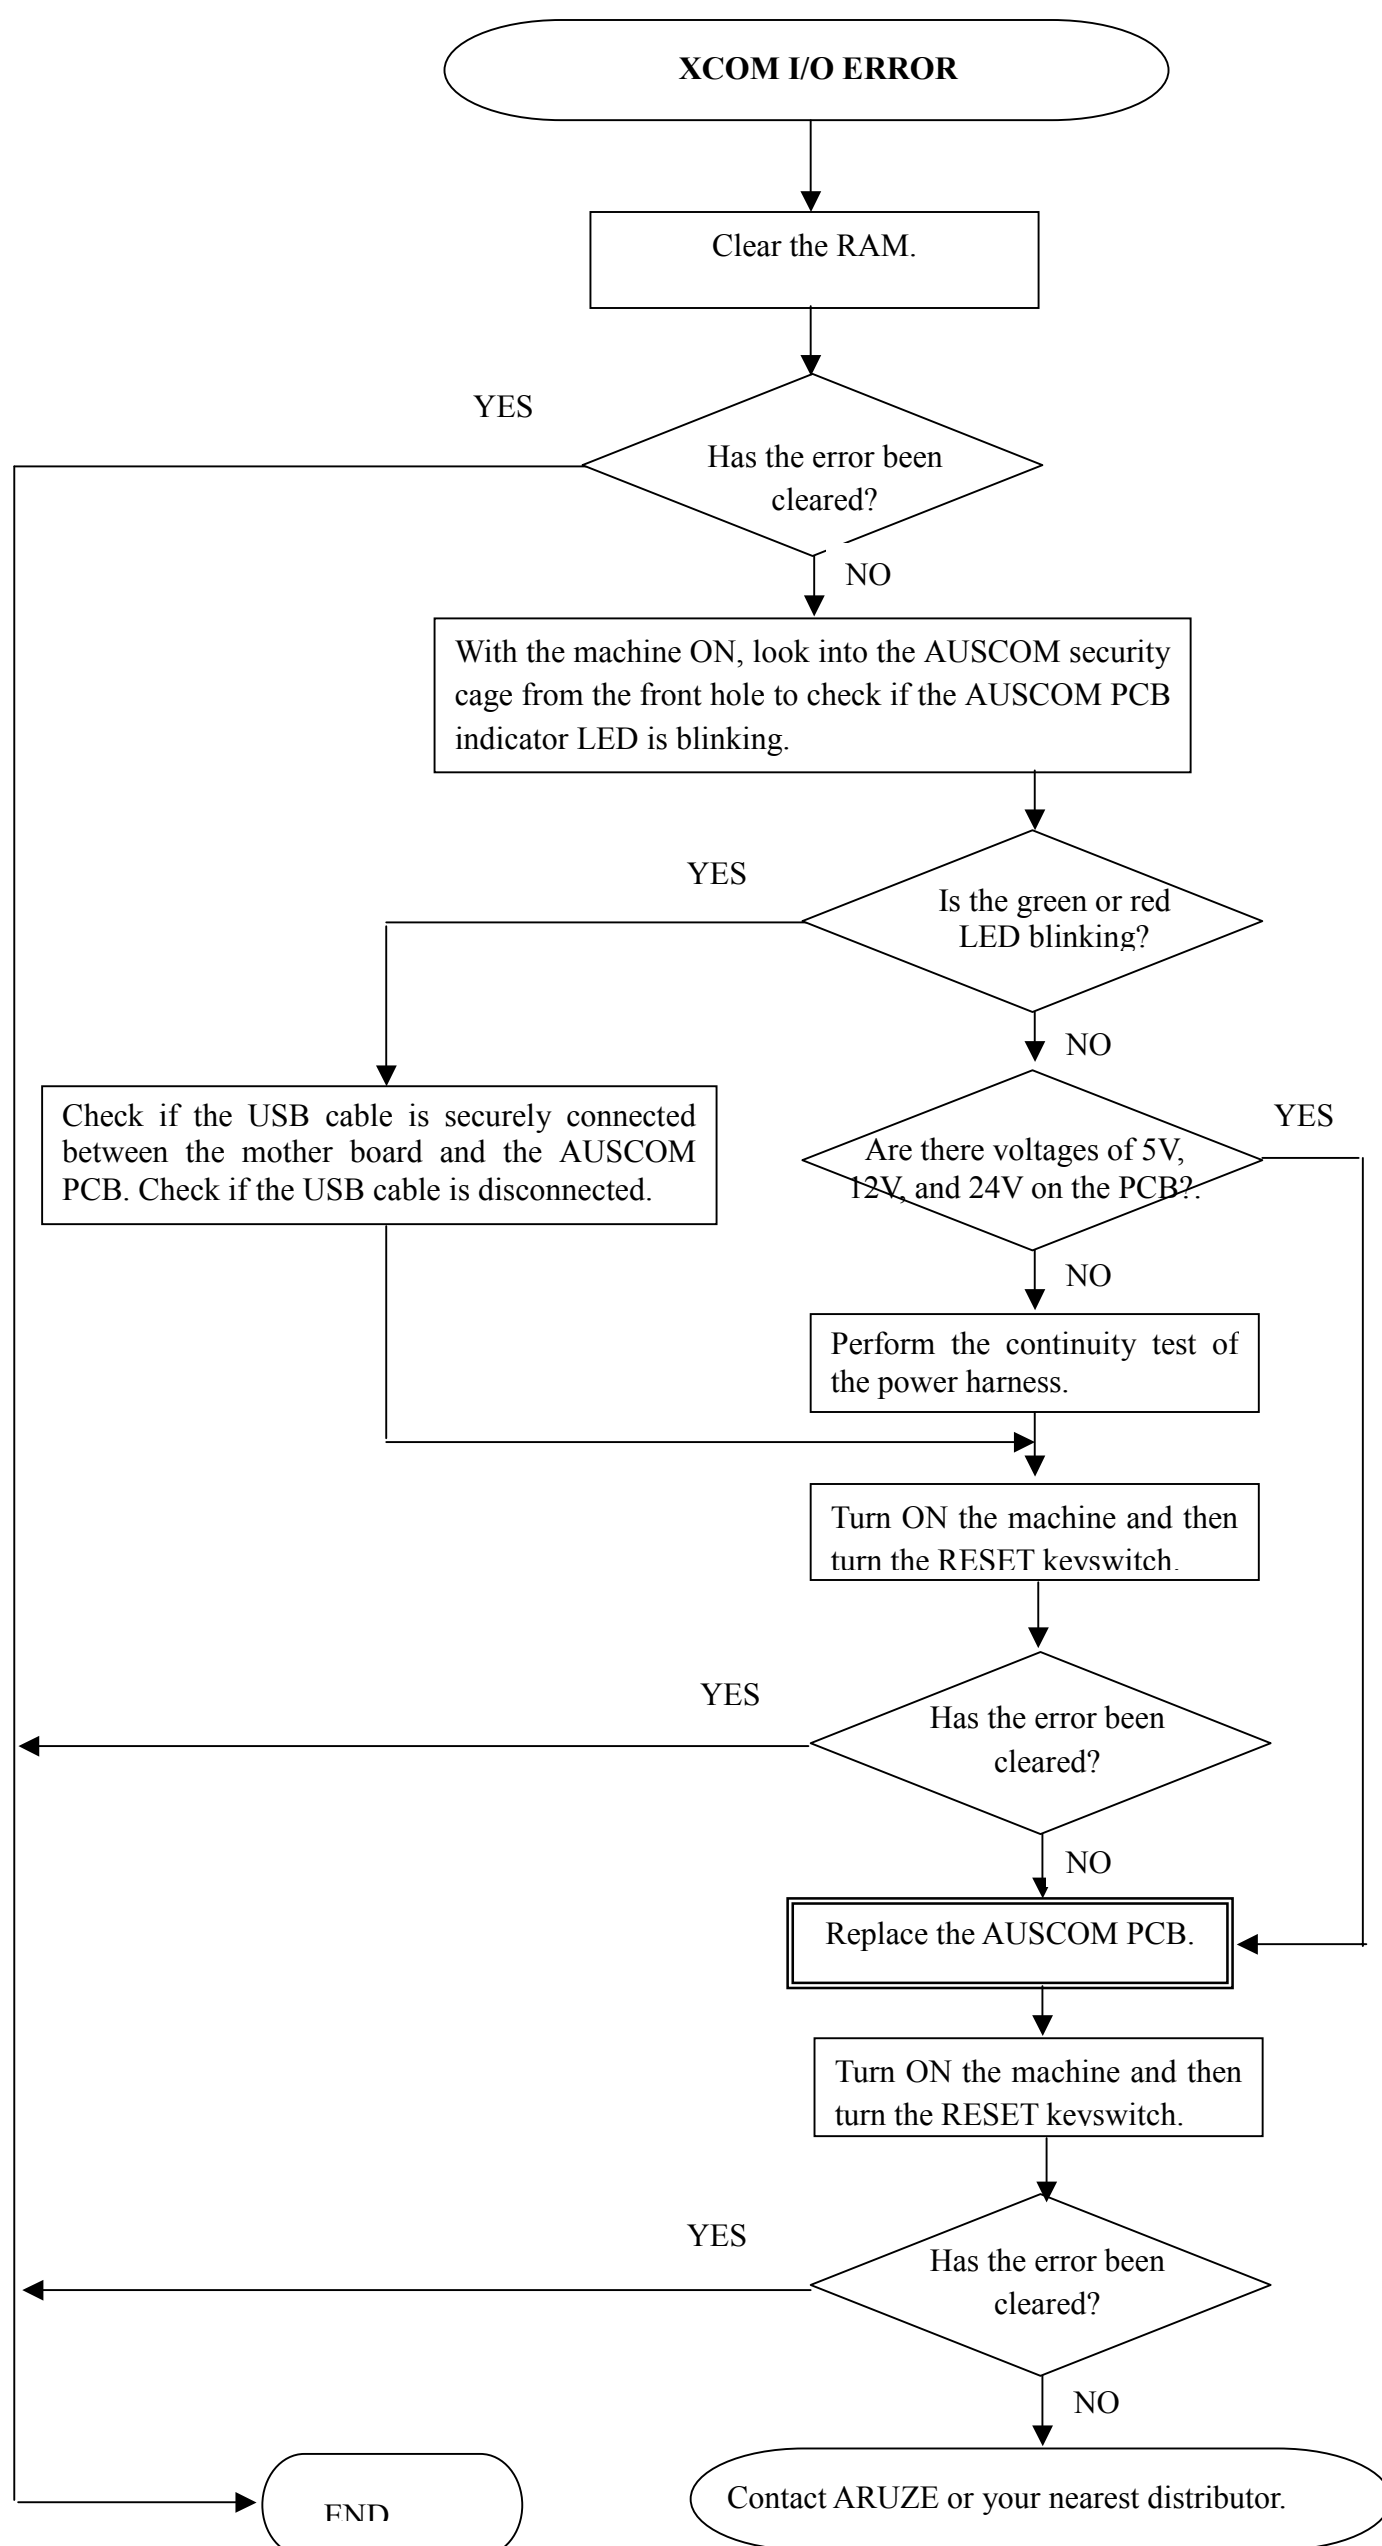 XCOM I/O ERROR
Clear the RAM.
YES
Has the error been
cleared?
NO
With the machine ON, look into the AUSCOM security
cage from the front hole to check if the AUSCOM PCB
indicator LED is blinking.
YES
Is the green or red
LED blinking?
NO
Check if the USB cable is securely connected
between the mother board and the AUSCOM
PCB. Check if the USB cable is disconnected.
YES
Are there voltages of 5V,
12V, and 24V on the PCB?.
NO
Perform the continuity test of
the power harness.
Turn ON the machine and then
turn the RESET keyswitch.
YES
Has the error been
cleared?
NO
Replace the AUSCOM PCB.
Turn ON the machine and then
turn the RESET keyswitch.
YES
Has the error been
cleared?
NO
END
Contact ARUZE or your nearest distributor.